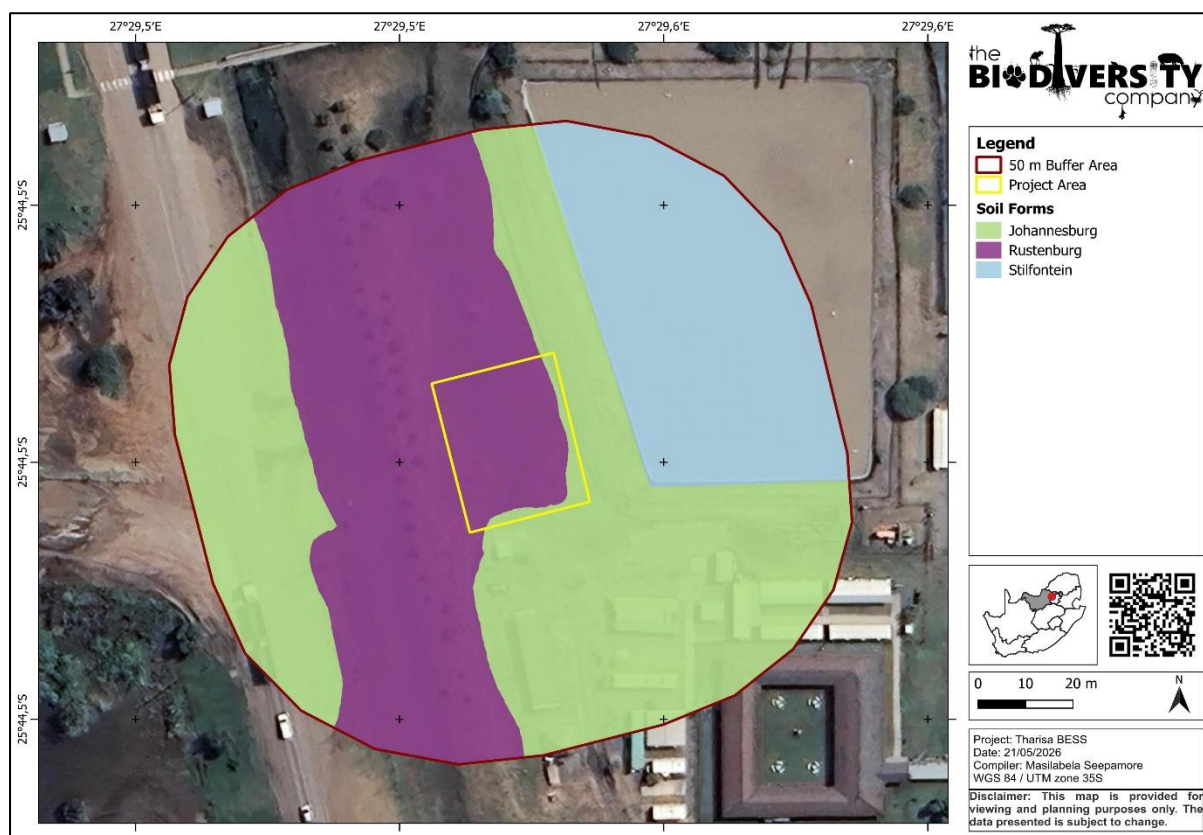 27°29,5'E 27°29,5'E 27°29,6'E 27°29,6'E
25°44,5'S
25°44,5'S
25°44,5'S
the
BIODIVERSITY
company
Legend
50 m Buffer Area
Project Area
Soil Forms
Johannesburg
Rustenburg
Stilfontein
0 10 20 m
N
Project: Tharisa BESS
Date: 21/05/2026
Compiler: Masilabela Seepamore
WGS 84 / UTM zone 35S
Disclaimer: This map is provided for
viewing and planning purposes only. The
data presented is subject to change.